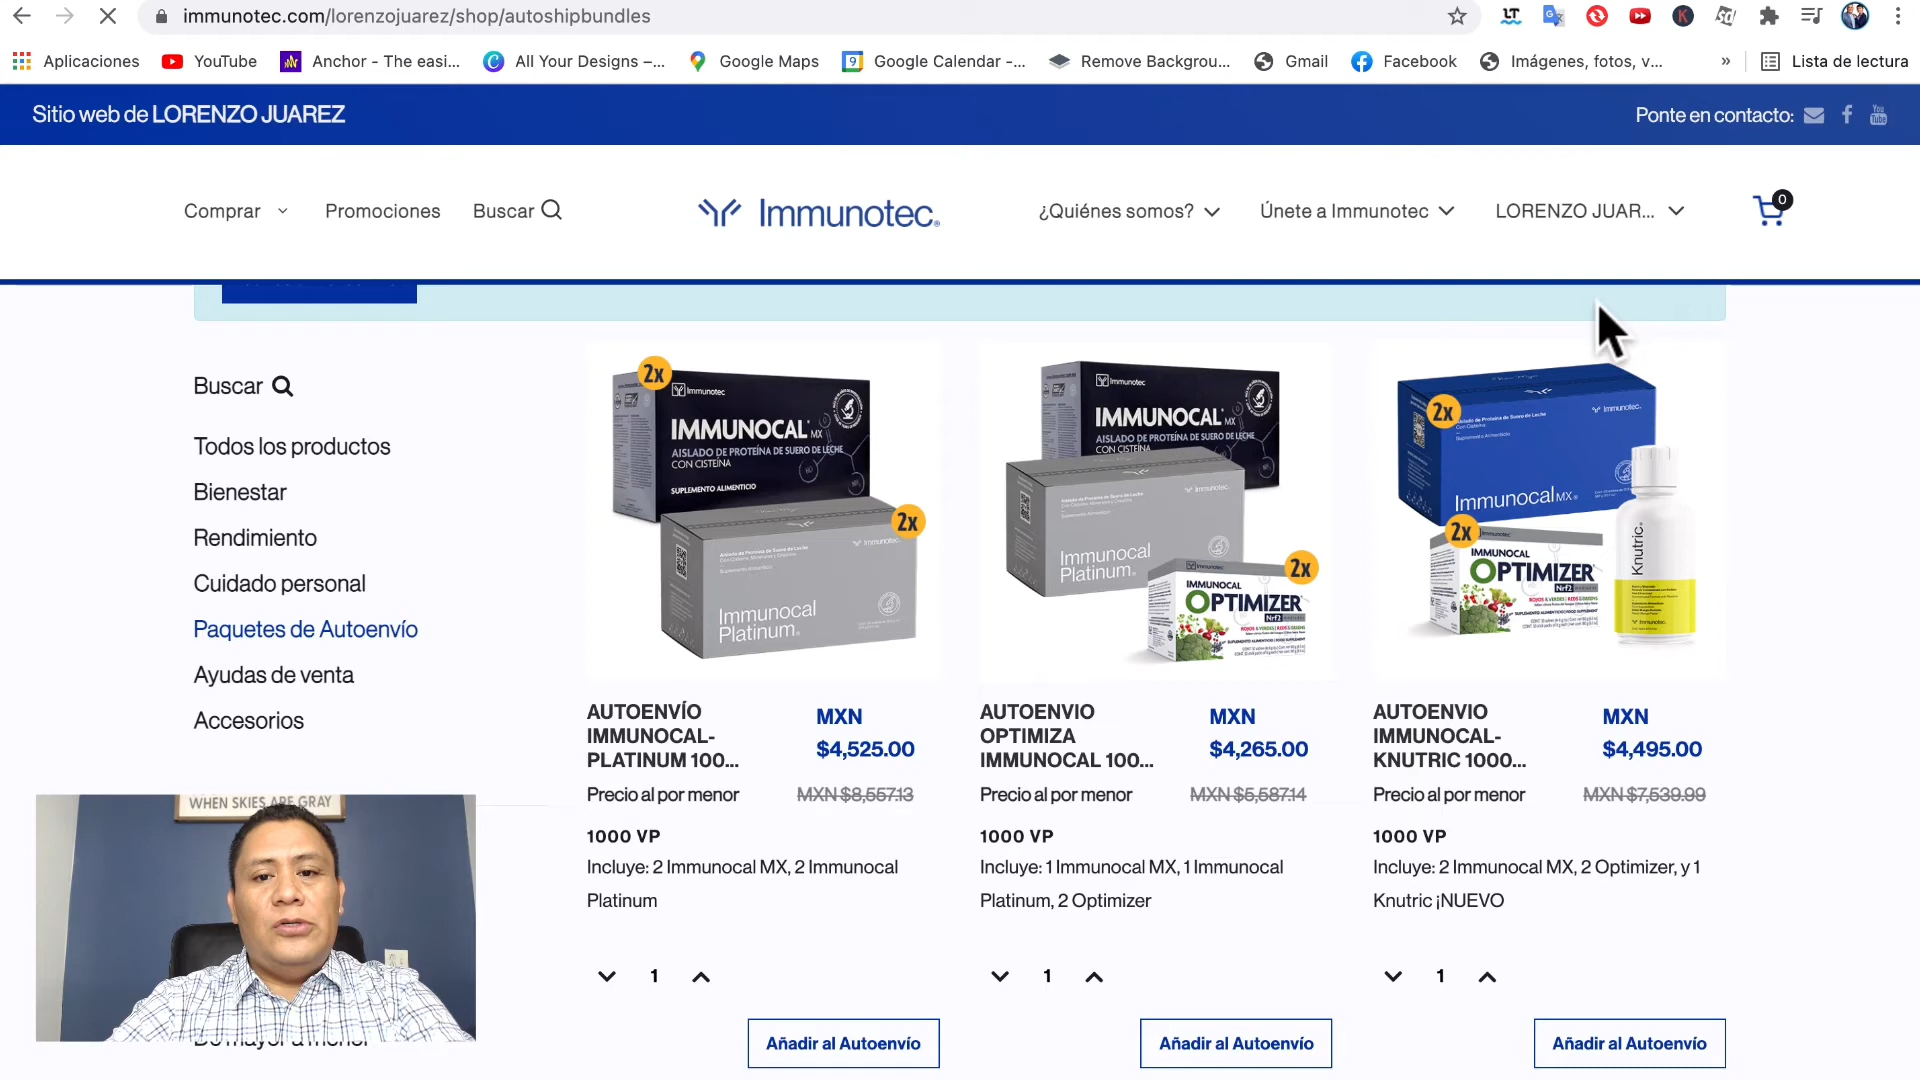 immunotec.com/lorenzojuarez/shop/autoshipbundles
Aplicaciones
YouTube
Anchor - The easi...
All Your Designs –...
Google Maps
Google Calendar -...
Remove Backgrou...
Gmail
Facebook
Imágenes, fotos, v...
»
Lista de lectura
Sitio web de LORENZO JUAREZ
Ponte en contacto:
Comprar
Promociones
Buscar
Immunotec®
¿Quiénes somos?
Únete a Immunotec
LORENZO JUAR...
0
Buscar
Todos los productos
Bienestar
Rendimiento
Cuidado personal
Paquetes de Autoenvío
Ayudas de venta
Accesorios
2x
Immunotec
IMMUNOCAL® MX
AISLADO DE PROTEÍNA DE SUERO DE LECHE
CON CISTEÍNA
SUPLEMENTO ALIMENTICIO
2x
Immunocal
Platinum®
AUTOENVÍO
IMMUNOCAL-
PLATINUM 100...
MXN
$4,525.00
Precio al por menor
MXN $8,557.13
1000 VP
Incluye: 2 Immunocal MX, 2 Immunocal
Platinum
1
Añadir al Autoenvío
Immunotec
IMMUNOCAL® MX
AISLADO DE PROTEÍNA DE SUERO DE LECHE
CON CISTEÍNA
Immunocal
Platinum®
2x
IMMUNOCAL
OPTIMIZER
Nrf2
AUTOENVIO
OPTIMIZA
IMMUNOCAL 100...
MXN
$4,265.00
Precio al por menor
MXN $5,587.14
1000 VP
Incluye: 1 Immunocal MX, 1 Immunocal
Platinum, 2 Optimizer
1
Añadir al Autoenvío
2x
Immunotec
Immunocal MX®
2x
IMMUNOCAL
OPTIMIZER
Nrf2
Knutric®
AUTOENVIO
IMMUNOCAL-
KNUTRIC 1000...
MXN
$4,495.00
Precio al por menor
MXN $7,539.99
1000 VP
Incluye: 2 Immunocal MX, 2 Optimizer, y 1
Knutric ¡NUEVO
1
Añadir al Autoenvío
WHEN SKIES ARE GRAY